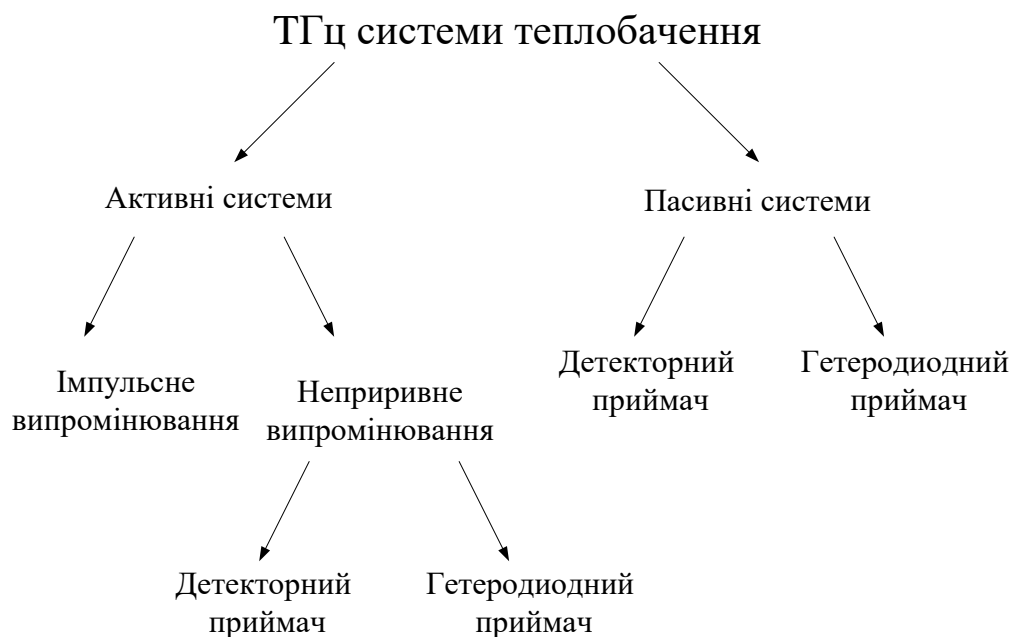 ТГц системи теплобачення
Активні системи
Пасивні системи
Імпульсне
випромінювання
Неприривне
випромінювання
Детекторний
приймач
Гетеродиодний
приймач
Детекторний
приймач
Гетеродиодний
приймач